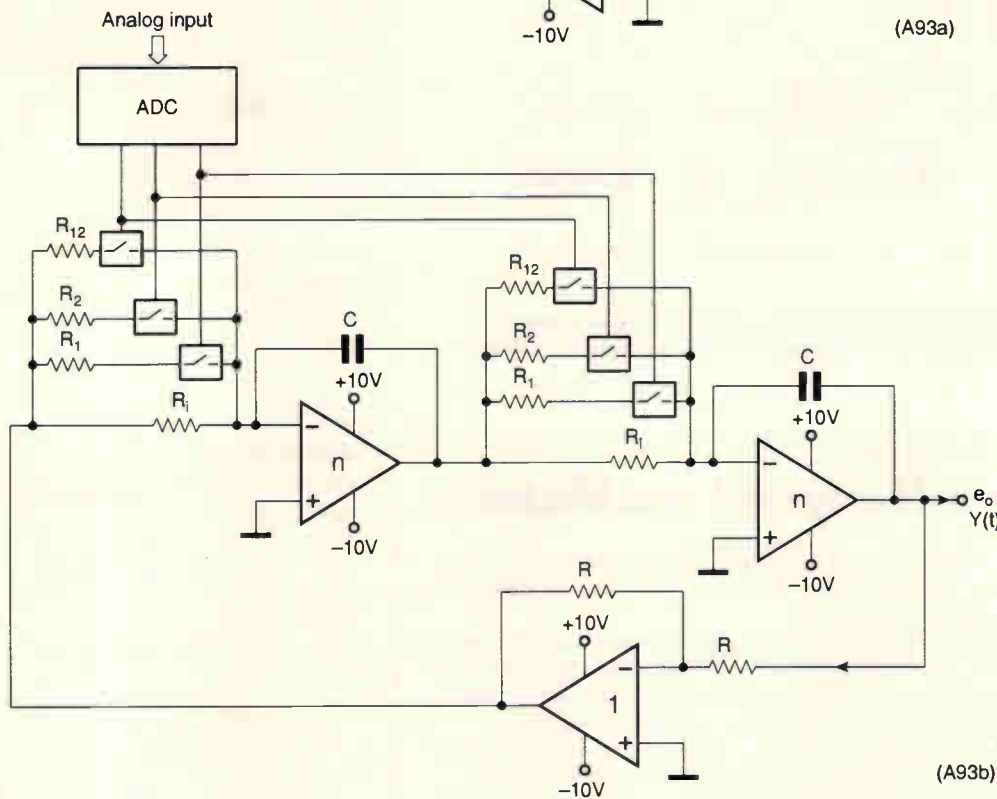 –10V
(A93a)
Analog input
ADC
R12
R2
R1
Ri
C
+10V
n
–
+
–10V
R12
R2
R1
Ri
C
+10V
n
–
+
–10V
eo
Y(t)
R
+10V
R
–
1
+
–10V
(A93b)